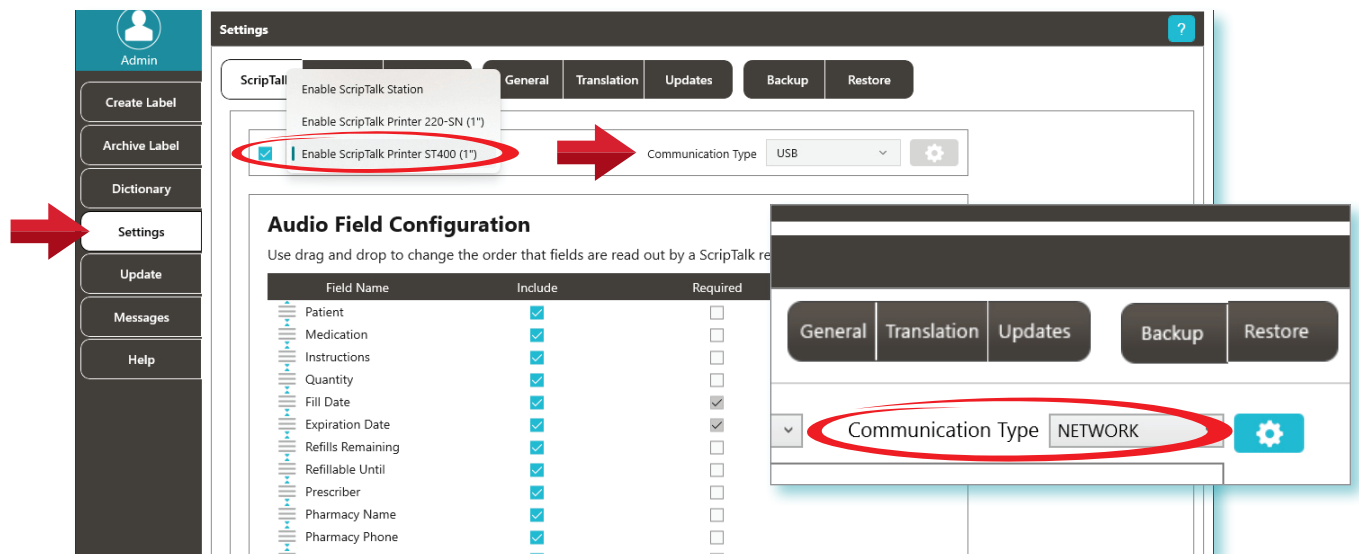 Admin
Create Label
Archive Label
Dictionary
Settings
Update
Messages
Help
Settings
?
General Translation Updates Backup Restore
Enable ScripTalk Station
Enable ScripTalk Printer 220-SN (1")
Enable ScripTalk Printer ST400 (1")
Communication Type USB
Audio Field Configuration
Use drag and drop to change the order that fields are read out by a ScripTalk
Field Name Include Required
Patient
Medication
Instructions
Quantity
Fill Date
Expiration Date
Refills Remaining
Refillable Until
Prescriber
Pharmacy Name
Pharmacy Phone
General Translation Updates Backup Restore
Communication Type NETWORK